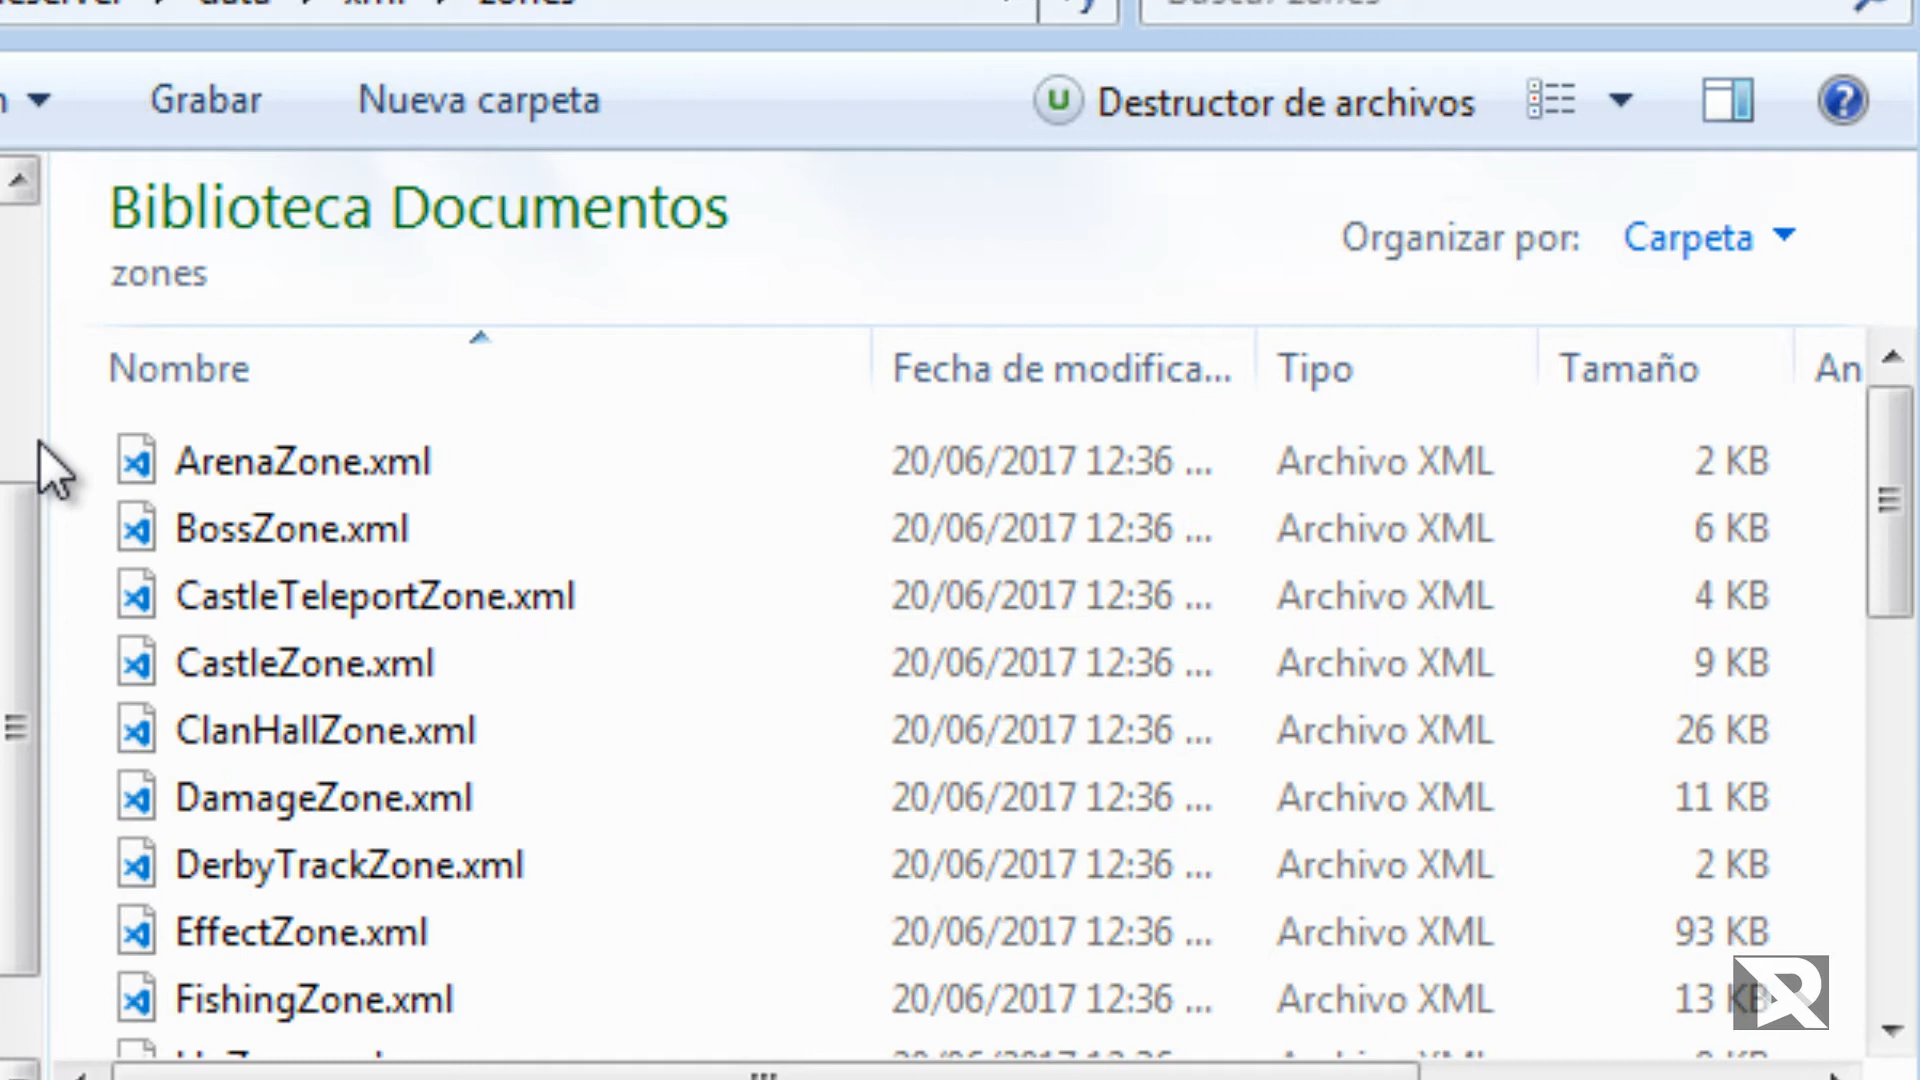 data xml zones
Buscar zones
Grabar Nueva carpeta Destructor de archivos
Biblioteca Documentos
zones
Organizar por: Carpeta
Nombre Fecha de modifica... Tipo Tamaño An
ArenaZone.xml 20/06/2017 12:36 ... Archivo XML 2 KB
BossZone.xml 20/06/2017 12:36 ... Archivo XML 6 KB
CastleTeleportZone.xml 20/06/2017 12:36 ... Archivo XML 4 KB
CastleZone.xml 20/06/2017 12:36 ... Archivo XML 9 KB
ClanHallZone.xml 20/06/2017 12:36 ... Archivo XML 26 KB
DamageZone.xml 20/06/2017 12:36 ... Archivo XML 11 KB
DerbyTrackZone.xml 20/06/2017 12:36 ... Archivo XML 2 KB
EffectZone.xml 20/06/2017 12:36 ... Archivo XML 93 KB
FishingZone.xml 20/06/2017 12:36 ... Archivo XML 13 KB